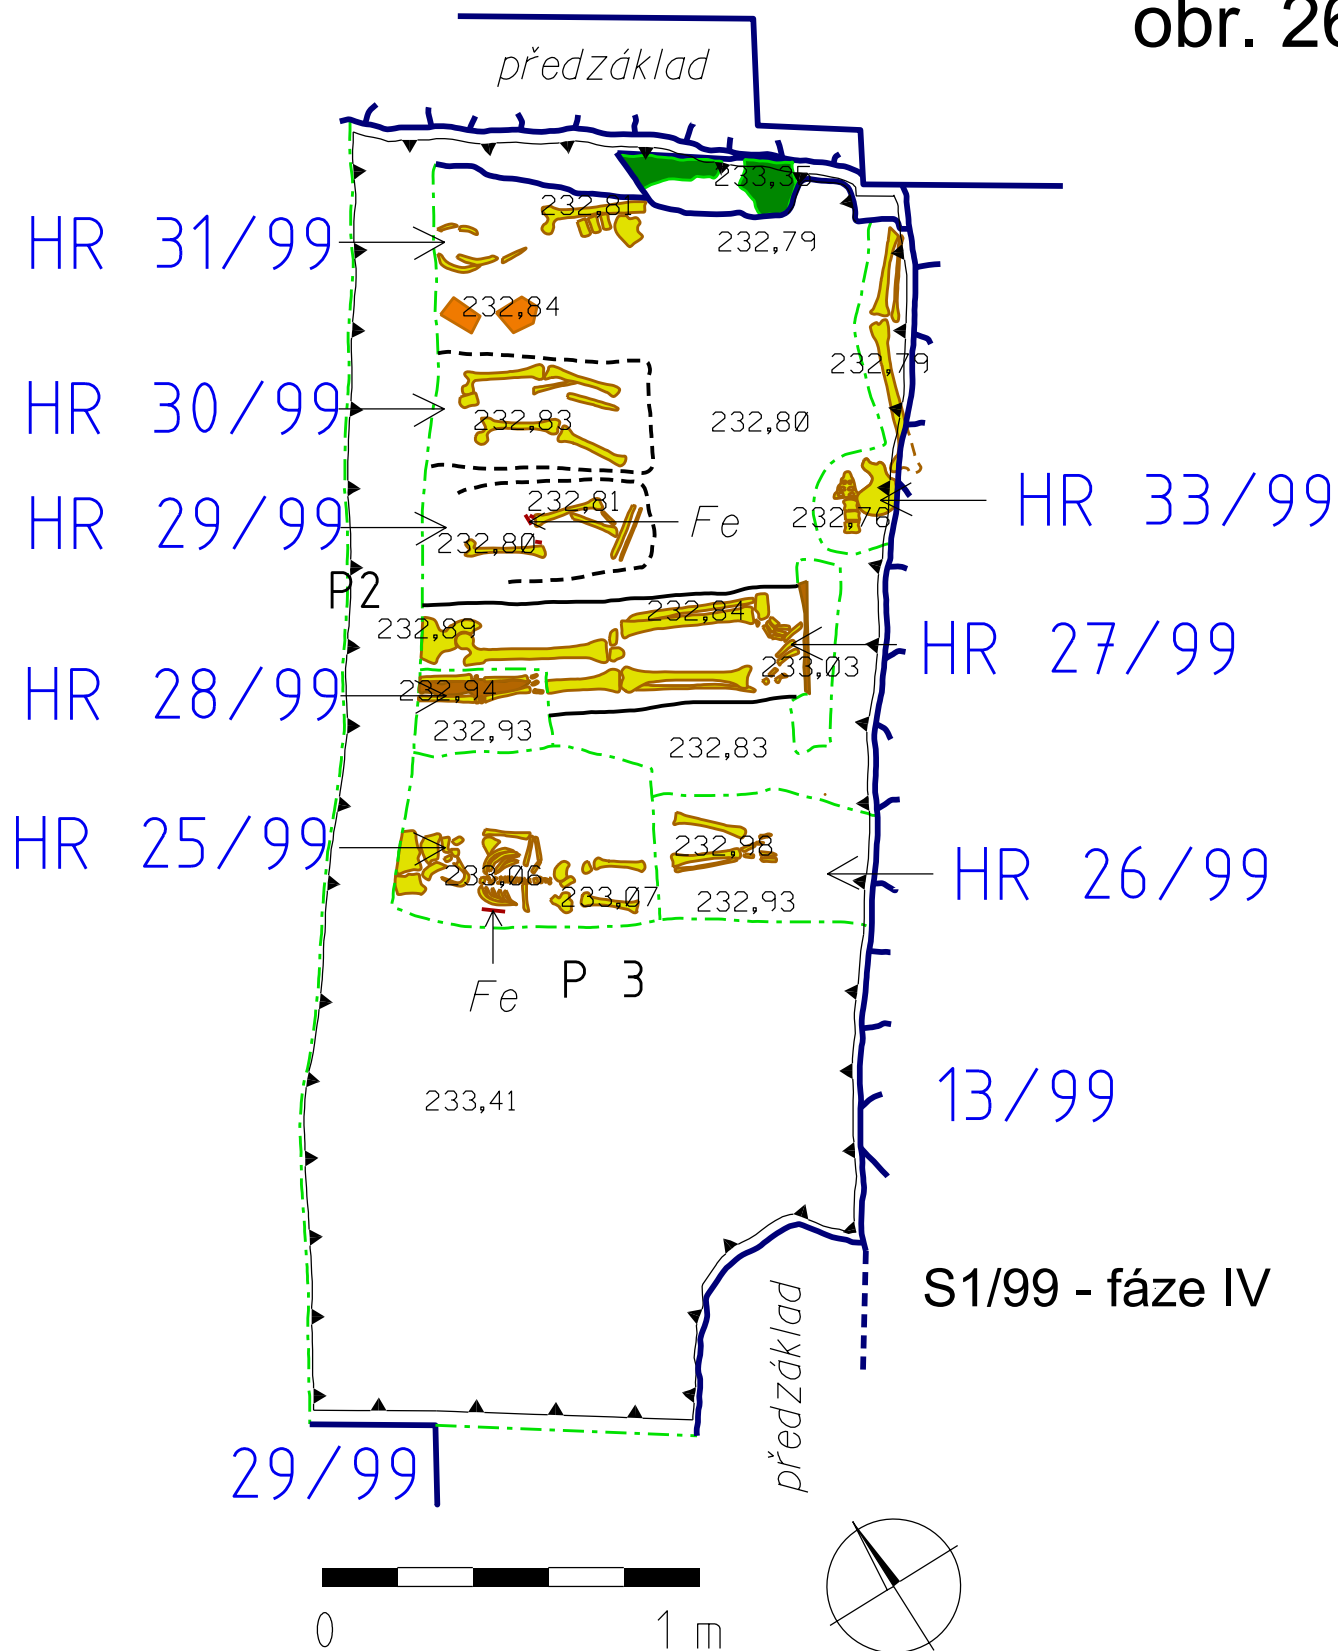 obr. 26
předzáklad
233,35
232,81
HR 31/99
232,79
232,84
232,79
HR 30/99
232,83
232,80
HR 33/99
232,81
HR 29/99
Fe
232,76
232,80
P2
232,84
232,89
HR 27/99
233,03
HR 28/99
232,94
232,93
232,83
HR 25/99
232,98
233,06
HR 26/99
233,07
232,93
P 3
Fe
233,41
13/99
S1/99 - fáze IV
předzáklad
29/99
0
1 m